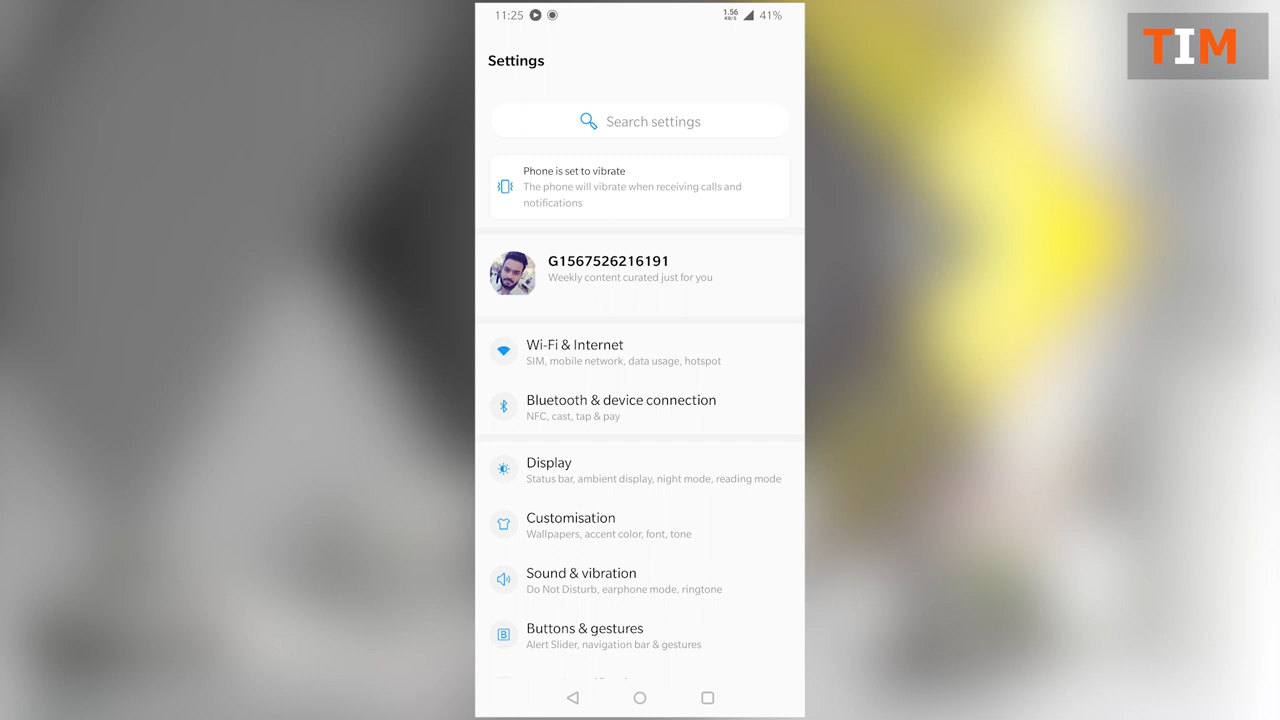 11:25
1.56
KB/S
41%
TIM
Settings
Search settings
Phone is set to vibrate
The phone will vibrate when receiving calls and
notifications
G1567526216191
Weekly content curated just for you
Wi-Fi & Internet
SIM, mobile network, data usage, hotspot
Bluetooth & device connection
NFC, cast, tap & pay
Display
Status bar, ambient display, night mode, reading mode
Customisation
Wallpapers, accent color, font, tone
Sound & vibration
Do Not Disturb, earphone mode, ringtone
Buttons & gestures
Alert Slider, navigation bar & gestures